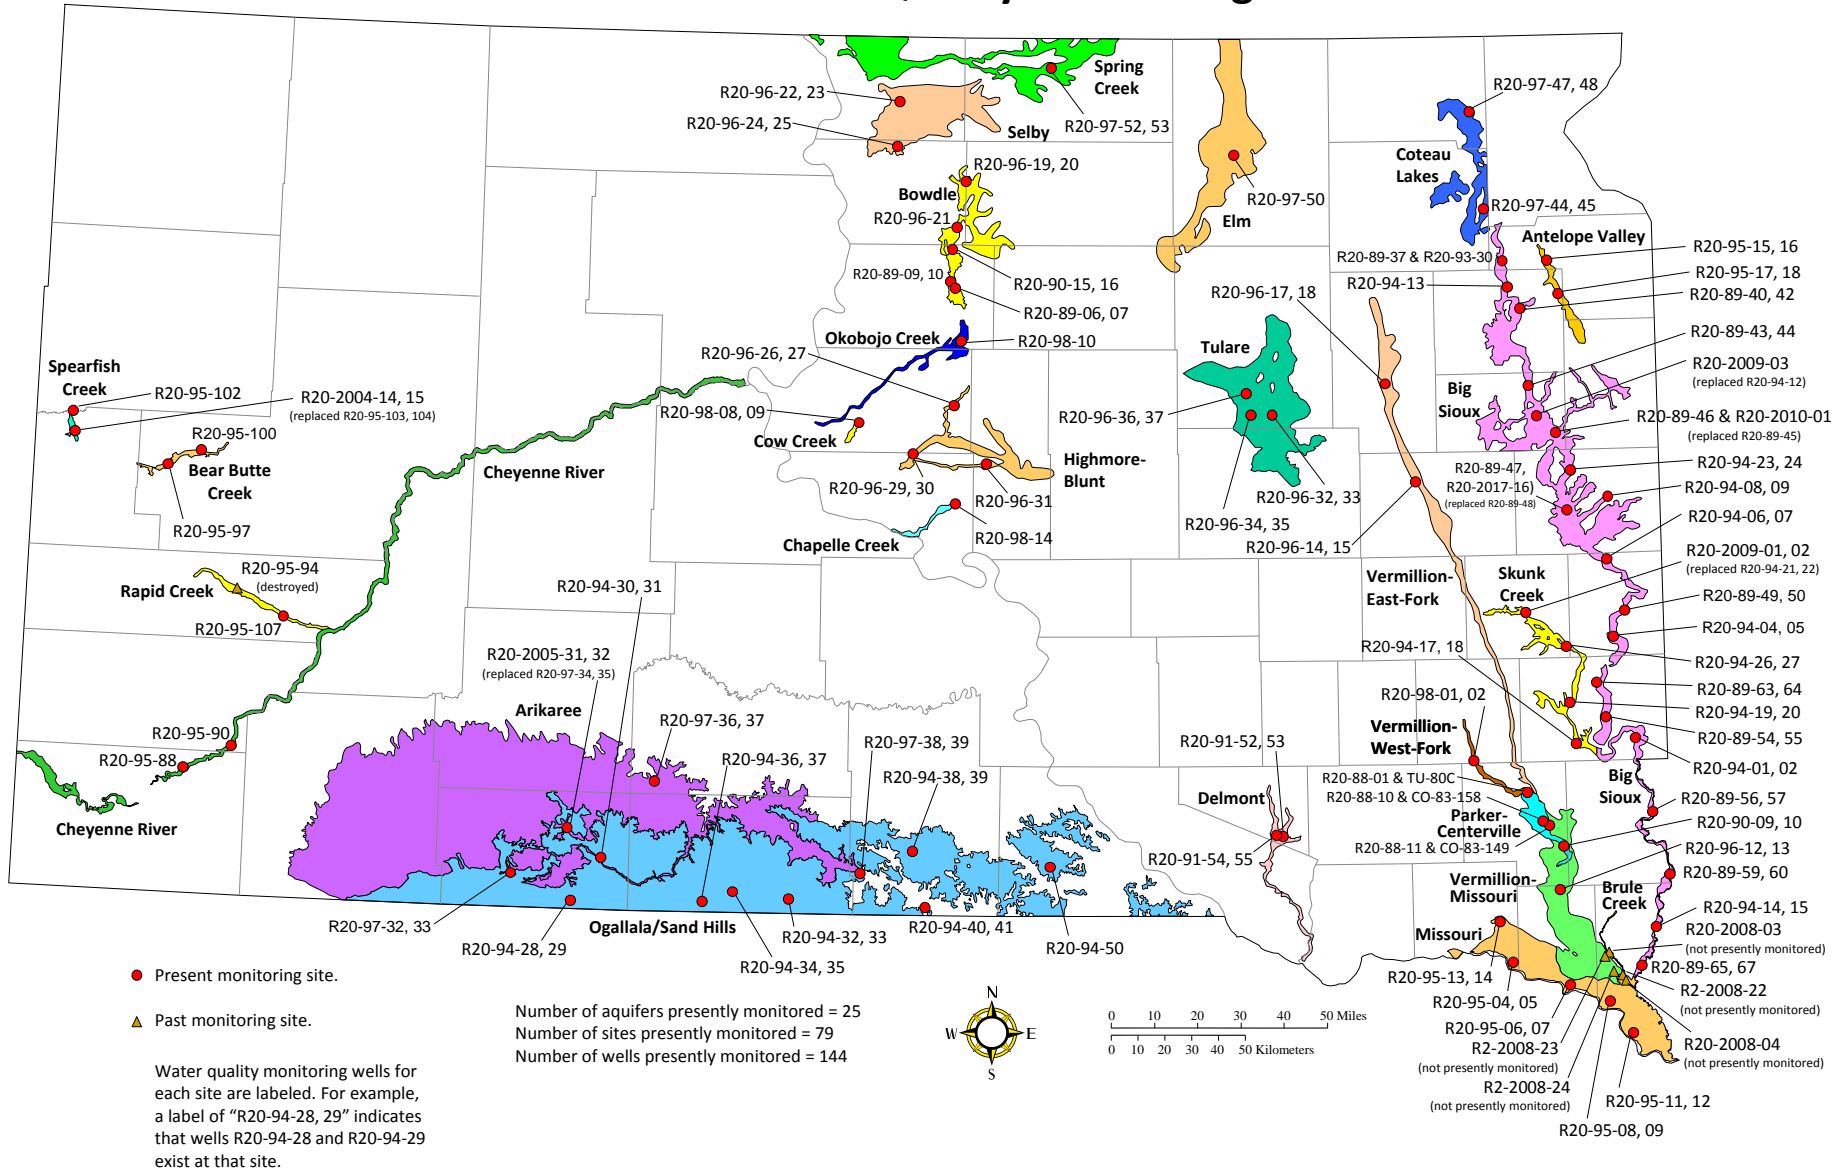 Spring
Creek
R20-96-22, 23
R20-97-47, 48
R20-96-24, 25
R20-97-52, 53
Selby
Coteau
Lakes
R20-96-19, 20
Bowdle
R20-97-50
R20-96-21
Elm
R20-97-44, 45
Antelope Valley
R20-95-15, 16
R20-89-37 & R20-93-30
R20-89-09, 10
R20-90-15, 16
R20-95-17, 18
R20-94-13
R20-96-17, 18
R20-89-40, 42
R20-89-06, 07
R20-89-43, 44
Okobojo Creek
R20-98-10
R20-96-26, 27
Tulare
R20-2009-03
(replaced R20-94-12)
Spearfish
Creek
R20-95-102
R20-2004-14, 15
(replaced R20-95-103, 104)
Big
Sioux
R20-98-08, 09
R20-96-36, 37
R20-89-46 & R20-2010-01
(replaced R20-89-45)
R20-95-100
Cow Creek
Bear Butte
Creek
Cheyenne River
Highmore-
Blunt
R20-89-47,
R20-2017-16
(replaced R20-89-48)
R20-94-23, 24
R20-94-08, 09
R20-96-29, 30
R20-96-31
R20-96-32, 33
R20-95-97
R20-96-34, 35
R20-94-06, 07
R20-98-14
Chapelle Creek
R20-96-14, 15
R20-2009-01, 02
(replaced R20-94-21, 22)
R20-95-94
(destroyed)
Rapid Creek
R20-94-30, 31
Vermillion-
East-Fork
Skunk
Creek
R20-89-49, 50
R20-95-107
R20-94-04, 05
R20-94-17, 18
R20-2005-31, 32
(replaced R20-97-34, 35)
R20-94-26, 27
R20-98-01, 02
R20-89-63, 64
Arikaree
R20-94-19, 20
R20-97-36, 37
Vermillion-
West-Fork
R20-95-90
R20-97-38, 39
R20-91-52, 53
R20-89-54, 55
R20-94-36, 37
R20-95-88
R20-94-38, 39
R20-94-01, 02
R20-88-01 & TU-80C
Big
Sioux
Delmont
R20-88-10 & CO-83-158
R20-89-56, 57
Cheyenne River
Parker-
Centerville
R20-90-09, 10
R20-88-11 & CO-83-149
R20-96-12, 13
R20-91-54, 55
R20-89-59, 60
Vermillion-
Missouri
Brule
Creek
R20-94-14, 15
R20-97-32, 33
Ogallala/Sand Hills
R20-94-40, 41
R20-2008-03
(not presently monitored)
Missouri
R20-94-32, 33
R20-94-28, 29
R20-94-50
R20-94-34, 35
R20-89-65, 67
R20-95-13, 14
Present monitoring site.
R2-2008-22
(not presently monitored)
R20-95-04, 05
Past monitoring site.
Number of aquifers presently monitored = 25
Number of sites presently monitored = 79
Number of wells presently monitored = 144
N
W E
S
0 10 20 30 40 50 Miles
0 10 20 30 40 50 Kilometers
R20-95-06, 07
R2-2008-23
(not presently monitored)
R20-2008-04
(not presently monitored)
R2-2008-24
(not presently monitored)
R20-95-11, 12
R20-95-08, 09
Water quality monitoring wells for
each site are labeled. For example,
a label of “R20-94-28, 29” indicates
that wells R20-94-28 and R20-94-29
exist at that site.